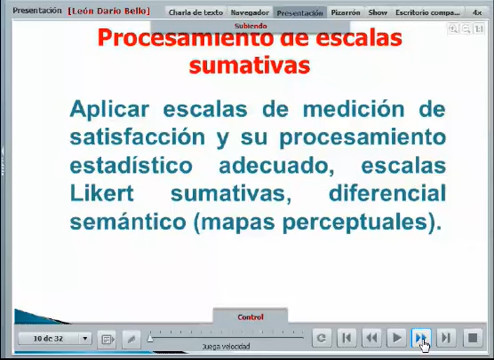 Presentación [León Darío Bello] Charla de texto Navegador Presentación Pizarrón Show Escritorio compa... 4x
Subiendo
Procesamiento de escalas
sumativas
Aplicar escalas de medición de
satisfacción y su procesamiento
estadístico adecuado, escalas
Likert sumativas, diferencial
semántico (mapas perceptuales).
Control
10 de 32
Juega velocidad